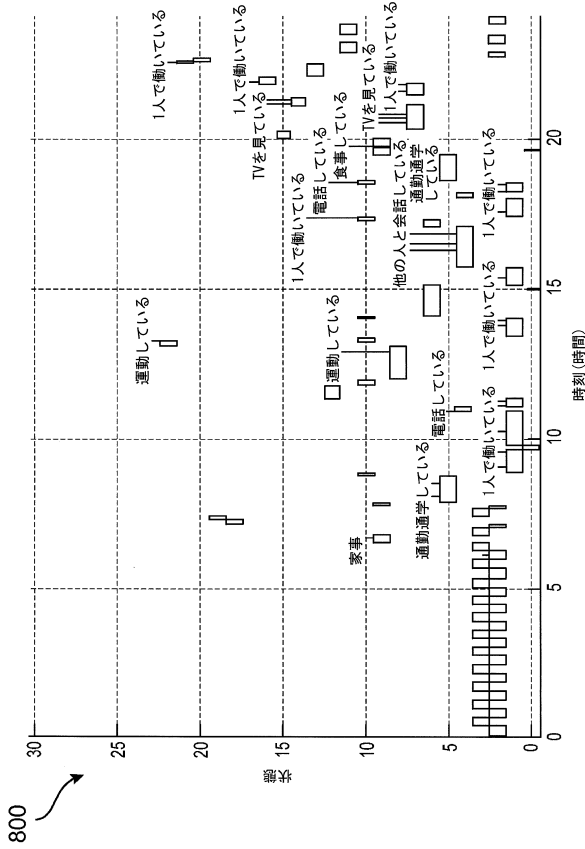 800
状態
30
25
20
15
10
5
0
0
5
10
15
20
時刻(時間)
1人で働いている
1人で働いている
1人で働いている
TVを見ている
運動している
1人で働いている
電話している
食事している
TVを見ている
1人で働いている
他の人と会話している
通勤通学
している
運動している
家事
通勤通学している
電話している
1人で働いている
1人で働いている
1人で働いている